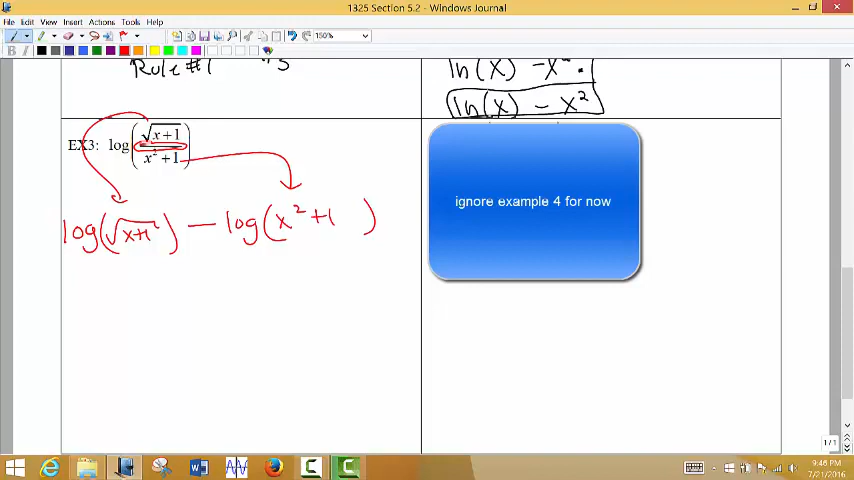 1325 Section 5.2 - Windows Journal
File Edit View Insert Actions Tools Help
150%
Rule #1
ln(x) - x²
ln(x) - x²
EX3: log(√x+1 / x²+1)
log(√x+1) - log(x²+1)
ignore example 4 for now
1/1
9:46 PM
7/21/2016